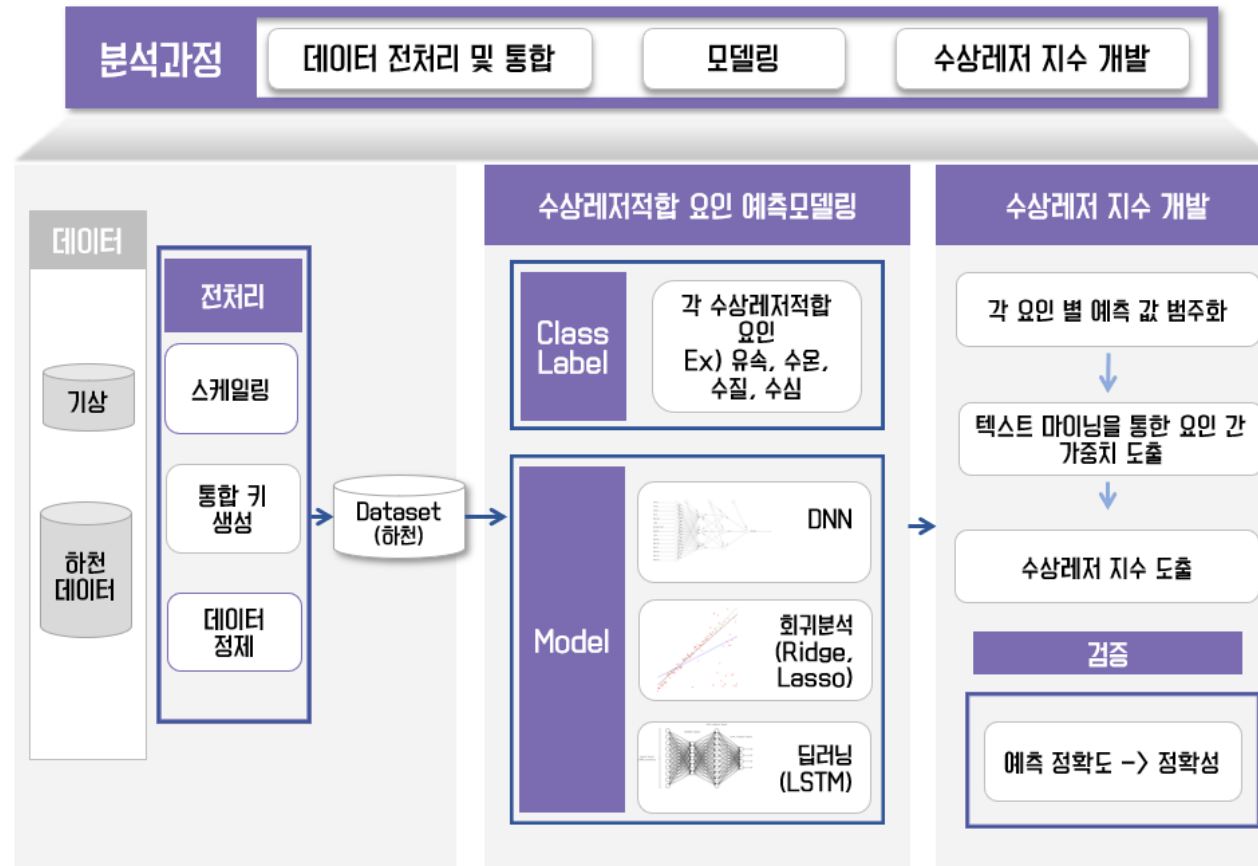 분석과정
데이터 전처리 및 통합
모델링
수상레저 지수 개발
데이터
기상
하천
데이터
전처리
스케일링
통합 키
생성
데이터
정제
Dataset
(하천)
수상레저적합 요인 예측모델링
Class
Label
각 수상레저적합
요인
Ex) 유속, 수온,
수질, 수심
Model
DNN
회귀분석
(Ridge,
Lasso)
딥러닝
(LSTM)
수상레저 지수 개발
각 요인 별 예측 값 범주화
텍스트 마이닝을 통한 요인 간
가중치 도출
수상레저 지수 도출
검증
예측 정확도 -> 정확성